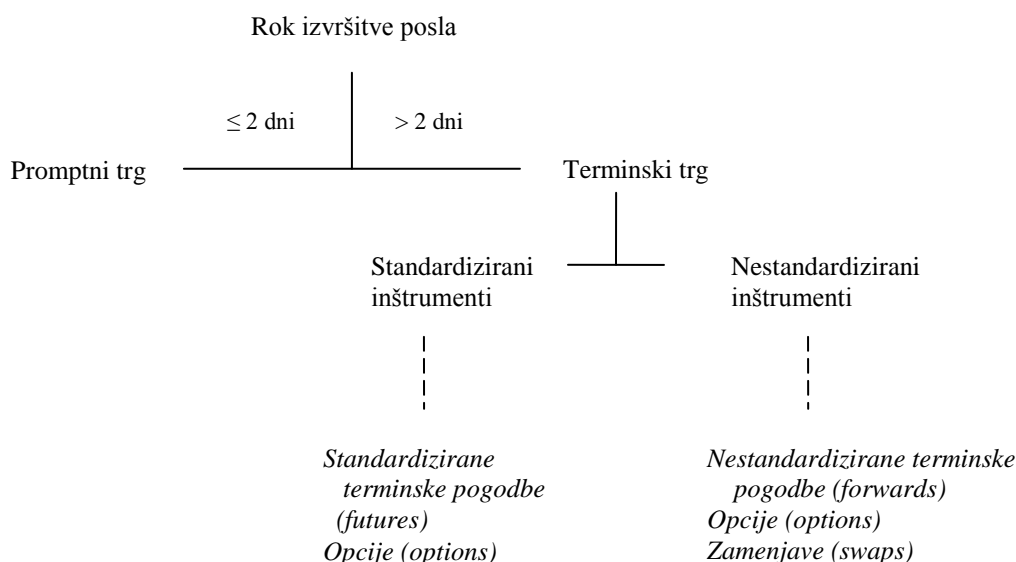 Rok izvršitve posla
≤ 2 dni > 2 dni
Promptni trg Terminski trg
Standardizirani
inštrumenti
Nestandardizirani
inštrumenti
Standardizirane
terminske pogodbe
(futures)
Opcije (options)
Nestandardizirane terminske
pogodbe (forwards)
Opcije (options)
Zamenjave (swaps)